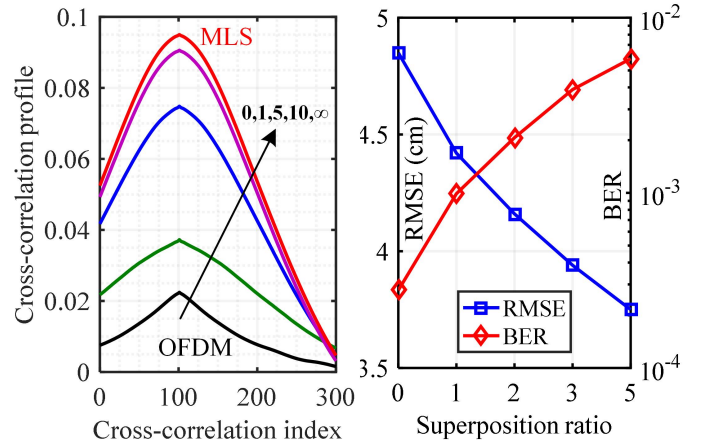 0.1
0.08
0.06
0.04
0.02
0
0
100
200
300
Cross-correlation profile
Cross-correlation index
MLS
0,1,5,10,∞
OFDM
5
4.5
4
3.5
RMSE (cm)
10-2
10-3
10-4
BER
RMSE
BER
0
1
2
3
5
Superposition ratio